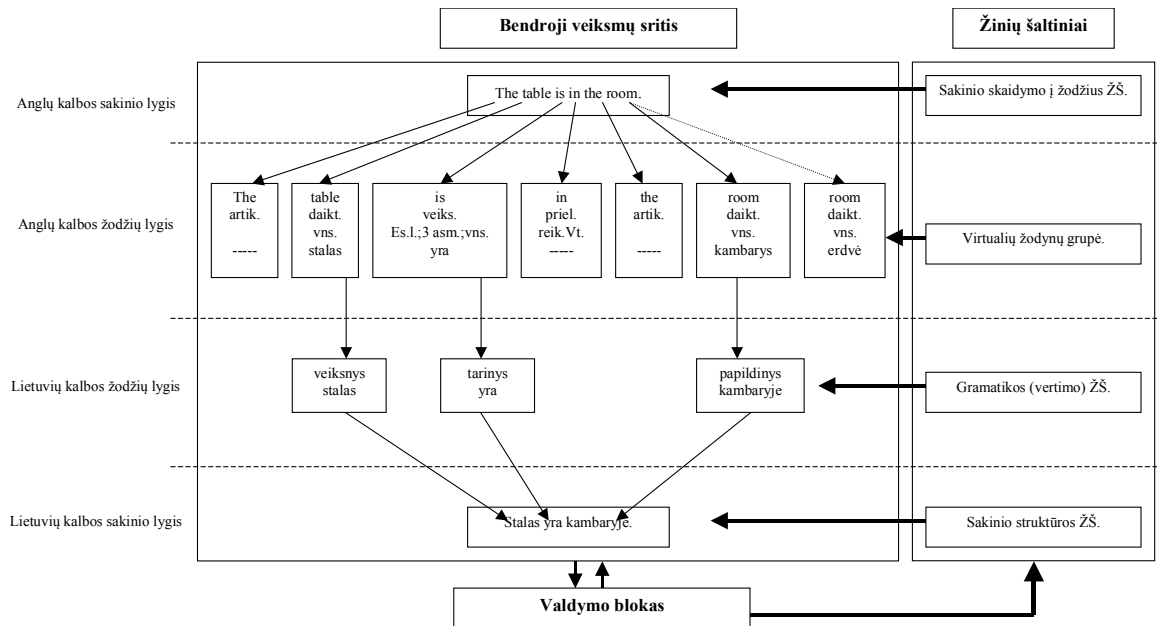 Bendroji veiksmų sritis
Žinių šaltiniai
Anglų kalbos sakinio lygis
The table is in the room.
Sakinio skaidymo į žodžius ŽŠ.
Anglų kalbos žodžių lygis
The
artik.
-----
table
daikt.
vns.
stalas
is
veiks.
Es.l.;3 asm.;vns.
yra
in
priel.
reik.Vt.
-----
the
artik.
-----
room
daikt.
vns.
kambarys
room
daikt.
vns.
erdvė
Virtualių žodynų grupė.
Lietuvių kalbos žodžių lygis
veiksnys
stalas
tarinys
yra
papildinys
kambaryje
Gramatikos (vertimo) ŽŠ.
Lietuvių kalbos sakinio lygis
Stalas yra kambaryje.
Sakinio struktūros ŽŠ.
Valdymo blokas